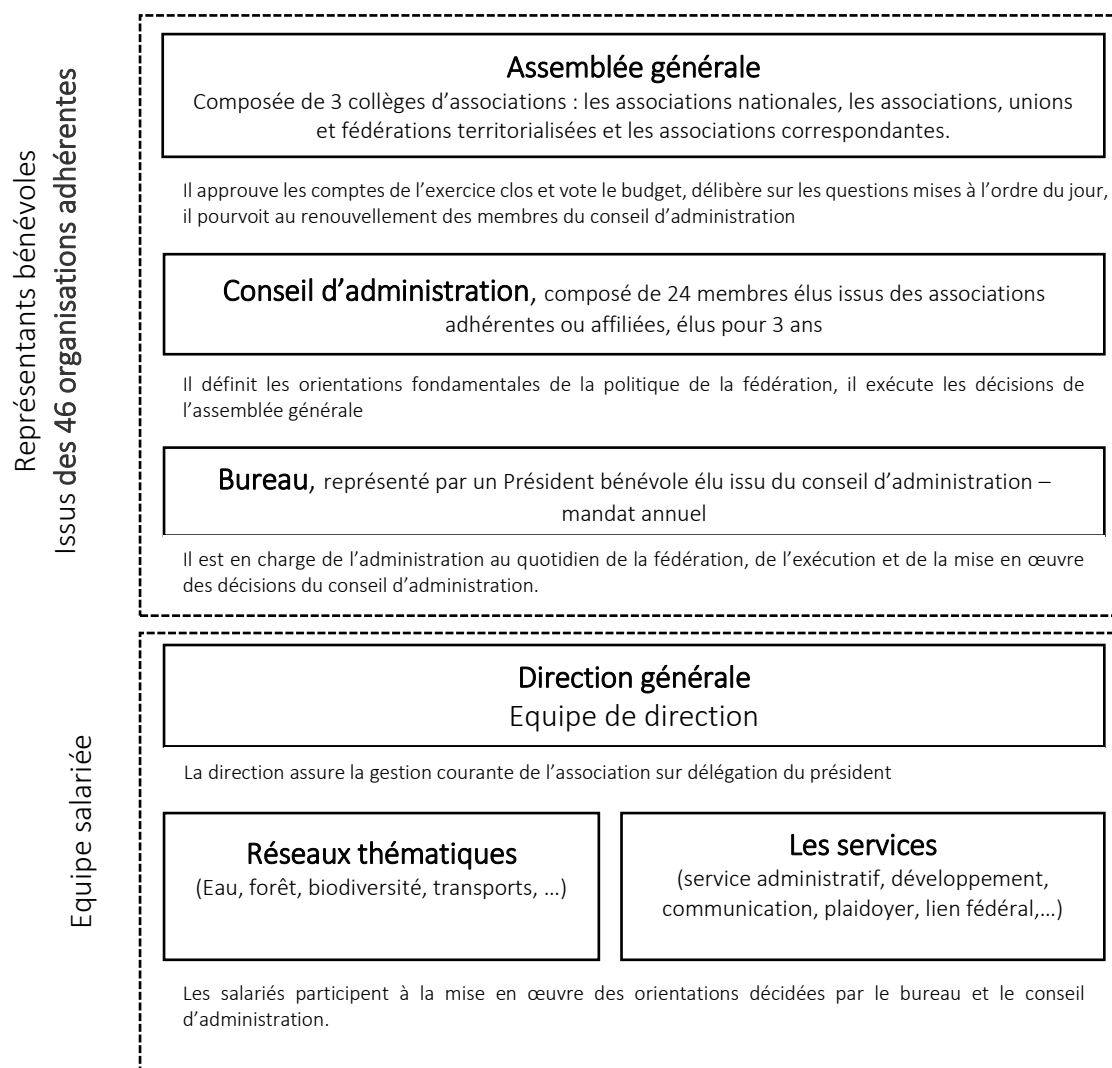 Représentants bénévoles
Issus des 46 organisations adhérentes
Assemblée générale
Composée de 3 collèges d’associations : les associations nationales, les associations, unions
et fédérations territorialisées et les associations correspondantes.
Il approuve les comptes de l’exercice clos et vote le budget, délibère sur les questions mises à l’ordre du jour,
il pourvoit au renouvellement des membres du conseil d’administration
Conseil d’administration, composé de 24 membres élus issus des associations
adhérentes ou affiliées, élus pour 3 ans
Il définit les orientations fondamentales de la politique de la fédération, il exécute les décisions de
l’assemblée générale
Bureau, représenté par un Président bénévole élu issu du conseil d’administration –
mandat annuel
Il est en charge de l’administration au quotidien de la fédération, de l’exécution et de la mise en œuvre
des décisions du conseil d’administration.
Equipe salariée
Direction générale
Equipe de direction
La direction assure la gestion courante de l’association sur délégation du président
Réseaux thématiques
(Eau, forêt, biodiversité, transports, …)
Les services
(service administratif, développement,
communication, plaidoyer, lien fédéral,…)
Les salariés participent à la mise en œuvre des orientations décidées par le bureau et le conseil
d’administration.